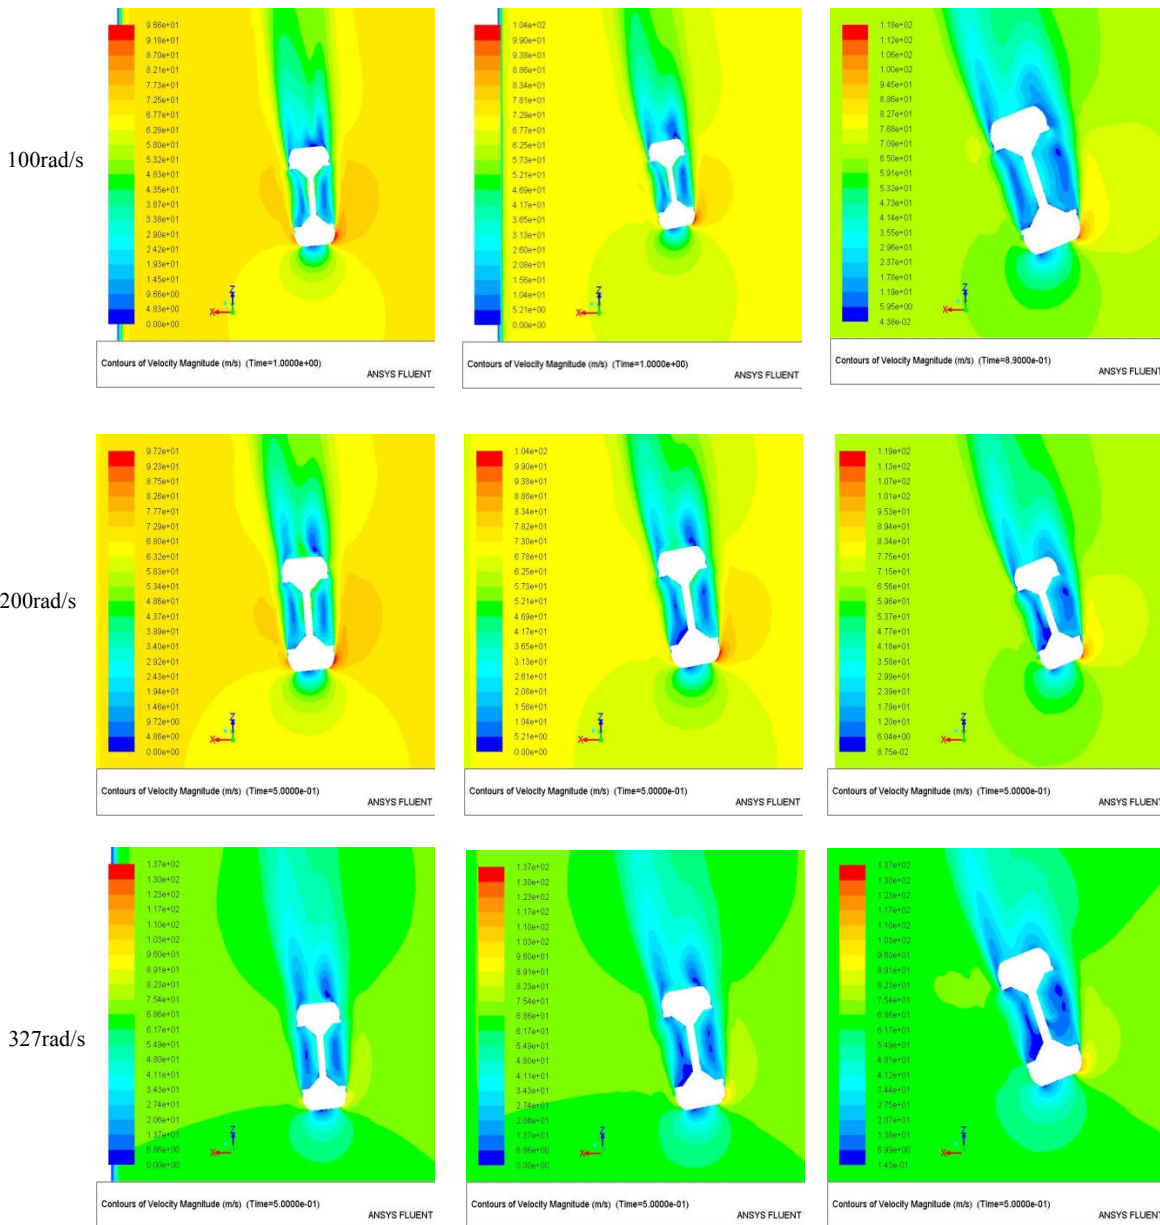 100rad/s
9.66e+01
9.18e+01
8.70e+01
8.21e+01
7.73e+01
7.25e+01
6.77e+01
6.28e+01
5.80e+01
5.32e+01
4.83e+01
4.35e+01
3.87e+01
3.38e+01
2.90e+01
2.42e+01
1.93e+01
1.45e+01
9.66e+00
4.83e+00
0.00e+00
Z
X
Contours of Velocity Magnitude (m/s) (Time=1.0000e+00)
ANSYS FLUENT
1.04e+02
9.90e+01
9.38e+01
8.86e+01
8.34e+01
7.81e+01
7.29e+01
6.77e+01
6.25e+01
5.73e+01
5.21e+01
4.69e+01
4.17e+01
3.65e+01
3.13e+01
2.60e+01
2.08e+01
1.56e+01
1.04e+01
5.21e+00
0.00e+00
Z
X
Contours of Velocity Magnitude (m/s) (Time=1.0000e+00)
ANSYS FLUENT
1.18e+02
1.12e+02
1.06e+02
9.45e+01
8.86e+01
8.27e+01
7.68e+01
7.09e+01
6.50e+01
5.91e+01
5.32e+01
4.73e+01
4.14e+01
3.55e+01
2.96e+01
2.37e+01
1.78e+01
1.19e+01
5.95e+00
4.38e-02
Z
X
Contours of Velocity Magnitude (m/s) (Time=8.9000e-01)
ANSYS FLUENT
200rad/s
9.72e+01
9.23e+01
8.75e+01
8.26e+01
7.77e+01
7.29e+01
6.80e+01
6.32e+01
5.83e+01
5.34e+01
4.86e+01
4.37e+01
3.89e+01
3.40e+01
2.92e+01
2.43e+01
1.94e+01
1.46e+01
9.72e+00
4.86e+00
0.00e+00
Z
X
Contours of Velocity Magnitude (m/s) (Time=5.0000e-01)
ANSYS FLUENT
1.04e+02
9.90e+01
9.38e+01
8.86e+01
8.34e+01
7.82e+01
7.30e+01
6.78e+01
6.25e+01
5.73e+01
5.21e+01
4.69e+01
4.17e+01
3.65e+01
3.13e+01
2.61e+01
2.08e+01
1.56e+01
1.04e+01
5.21e+00
0.00e+00
Z
X
Contours of Velocity Magnitude (m/s) (Time=5.0000e-01)
ANSYS FLUENT
1.19e+02
1.13e+02
1.07e+02
1.01e+02
9.53e+01
8.94e+01
8.34e+01
7.75e+01
7.15e+01
6.56e+01
5.96e+01
5.37e+01
4.77e+01
4.18e+01
3.58e+01
2.99e+01
2.39e+01
1.79e+01
1.20e+01
6.04e+00
8.75e-02
Z
X
Contours of Velocity Magnitude (m/s) (Time=5.0000e-01)
ANSYS FLUENT
327rad/s
1.37e+02
1.30e+02
1.23e+02
1.17e+02
1.10e+02
1.03e+02
9.60e+01
8.91e+01
8.23e+01
7.54e+01
6.86e+01
6.17e+01
5.49e+01
4.80e+01
4.11e+01
3.43e+01
2.74e+01
2.06e+01
1.37e+01
6.86e+00
0.00e+00
Z
X
Contours of Velocity Magnitude (m/s) (Time=5.0000e-01)
ANSYS FLUENT
1.37e+02
1.30e+02
1.23e+02
1.17e+02
1.10e+02
1.03e+02
9.60e+01
8.91e+01
8.23e+01
7.54e+01
6.86e+01
6.17e+01
5.49e+01
4.80e+01
4.11e+01
3.43e+01
2.74e+01
2.06e+01
1.37e+01
6.86e+00
0.00e+00
Z
X
Contours of Velocity Magnitude (m/s) (Time=5.0000e-01)
ANSYS FLUENT
1.37e+02
1.30e+02
1.23e+02
1.17e+02
1.10e+02
1.03e+02
9.60e+01
8.91e+01
8.23e+01
7.54e+01
6.86e+01
6.17e+01
5.49e+01
4.81e+01
4.12e+01
3.44e+01
2.75e+01
2.07e+01
1.38e+01
6.99e+00
1.43e-01
Z
X
Contours of Velocity Magnitude (m/s) (Time=5.0000e-01)
ANSYS FLUENT